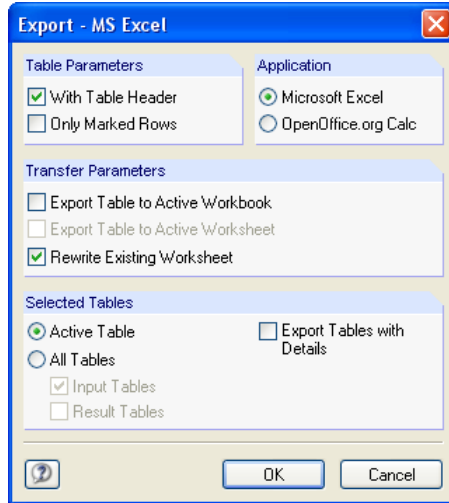 Export - MS Excel
Table Parameters
With Table Header
Only Marked Rows
Application
Microsoft Excel
OpenOffice.org Calc
Transfer Parameters
Export Table to Active Workbook
Export Table to Active Worksheet
Rewrite Existing Worksheet
Selected Tables
Active Table
All Tables
Input Tables
Result Tables
Export Tables with
Details
OK
Cancel